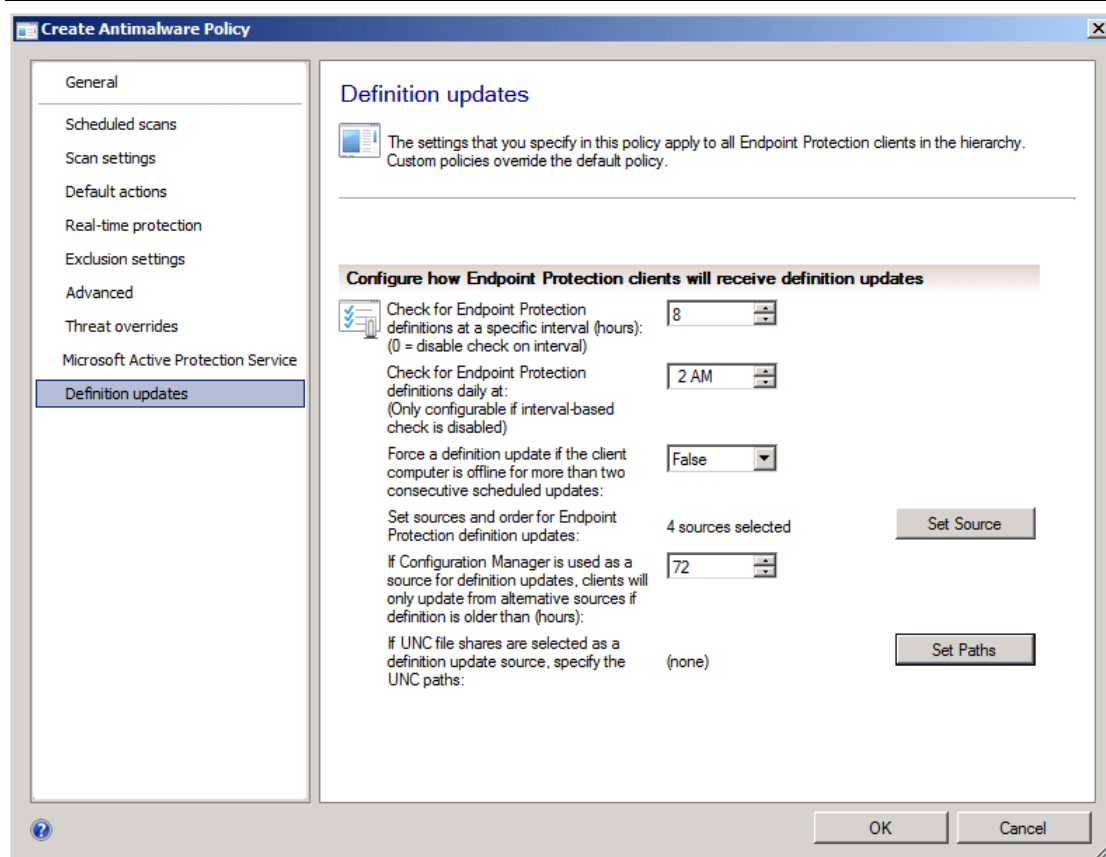 Create Antimalware Policy
General
Scheduled scans
Scan settings
Default actions
Real-time protection
Exclusion settings
Advanced
Threat overrides
Microsoft Active Protection Service
Definition updates
Definition updates
The settings that you specify in this policy apply to all Endpoint Protection clients in the hierarchy.
Custom policies override the default policy.
Configure how Endpoint Protection clients will receive definition updates
Check for Endpoint Protection
definitions at a specific interval (hours):
(0 = disable check on interval)
8
Check for Endpoint Protection
definitions daily at:
(Only configurable if interval-based
check is disabled)
2 AM
Force a definition update if the client
computer is offline for more than two
consecutive scheduled updates:
False
Set sources and order for Endpoint
Protection definition updates:
4 sources selected
Set Source
If Configuration Manager is used as a
source for definition updates, clients will
only update from alternative sources if
definition is older than (hours):
72
If UNC file shares are selected as a
definition update source, specify the
UNC paths:
(none)
Set Paths
OK
Cancel